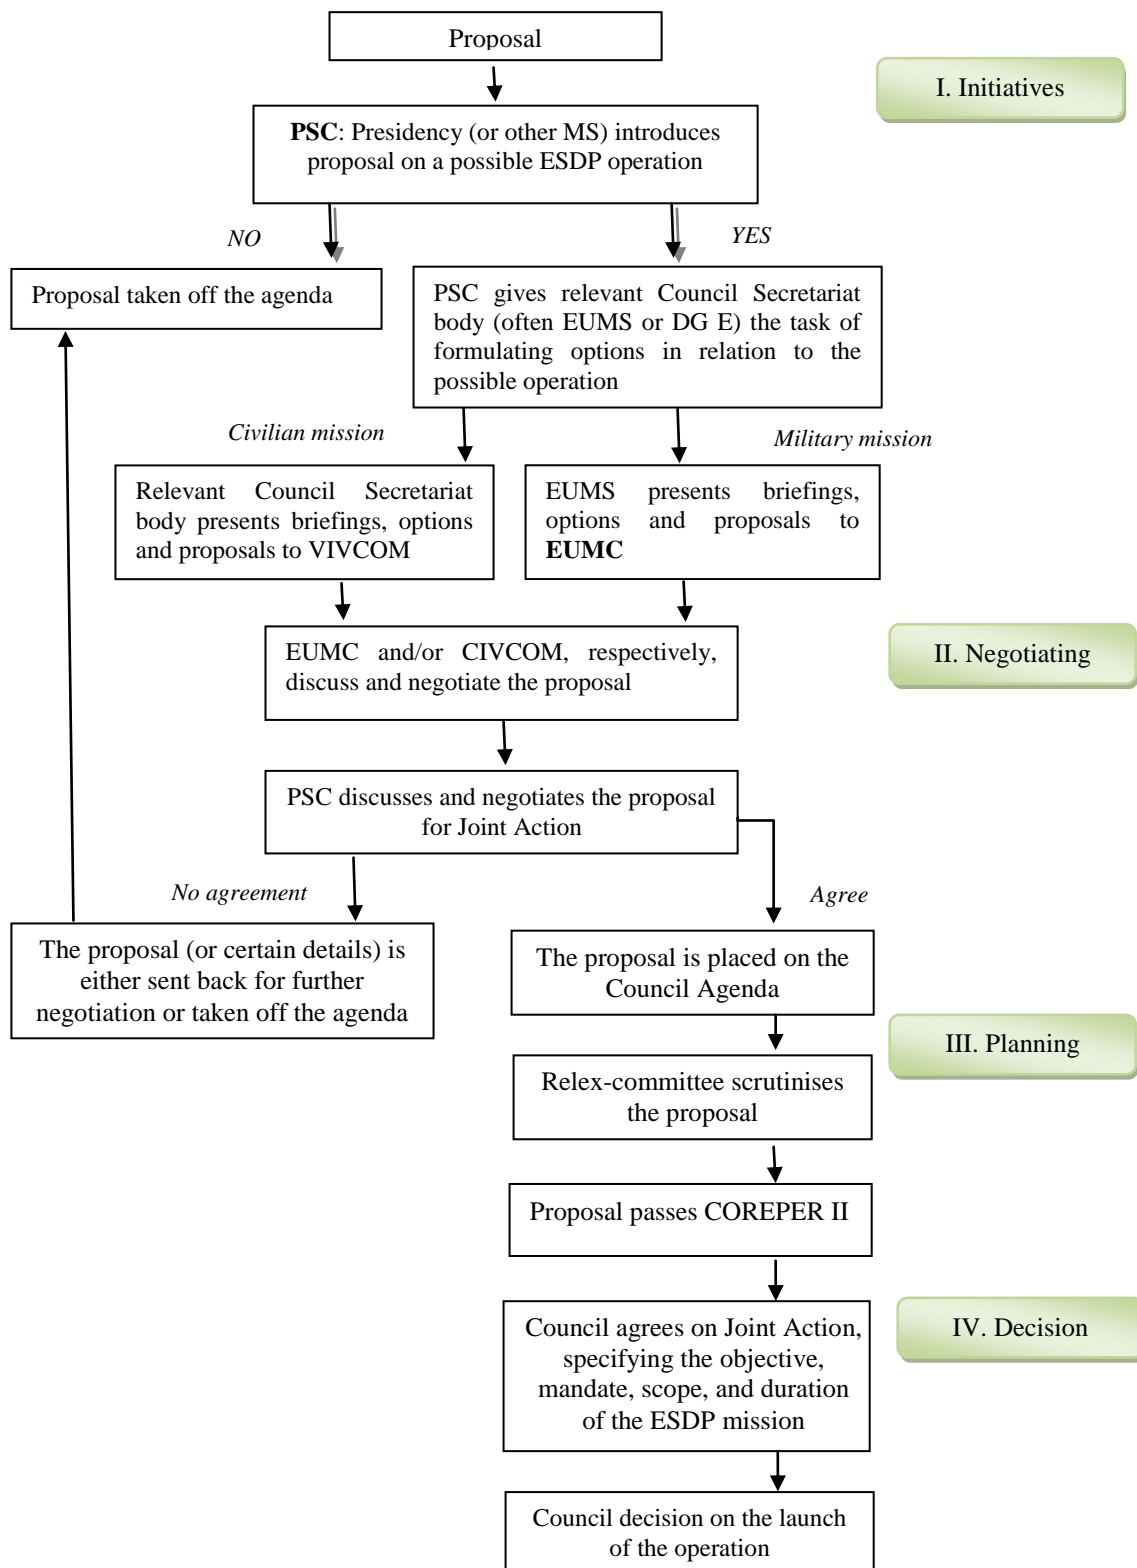 Proposal
I. Initiatives
PSC: Presidency (or other MS) introduces
proposal on a possible ESDP operation
NO
YES
Proposal taken off the agenda
PSC gives relevant Council Secretariat
body (often EUMS or DG E) the task of
formulating options in relation to the
possible operation
Civilian mission
Military mission
Relevant Council Secretariat
body presents briefings, options
and proposals to VIVCOM
EUMS presents briefings,
options and proposals to
EUMC
EUMC and/or CIVCOM, respectively,
discuss and negotiate the proposal
II. Negotiating
PSC discusses and negotiates the proposal
for Joint Action
No agreement
Agree
The proposal (or certain details) is
either sent back for further
negotiation or taken off the agenda
The proposal is placed on the
Council Agenda
III. Planning
Relex-committee scrutinises
the proposal
Proposal passes COREPER II
Council agrees on Joint Action,
specifying the objective,
mandate, scope, and duration
of the ESDP mission
IV. Decision
Council decision on the launch
of the operation